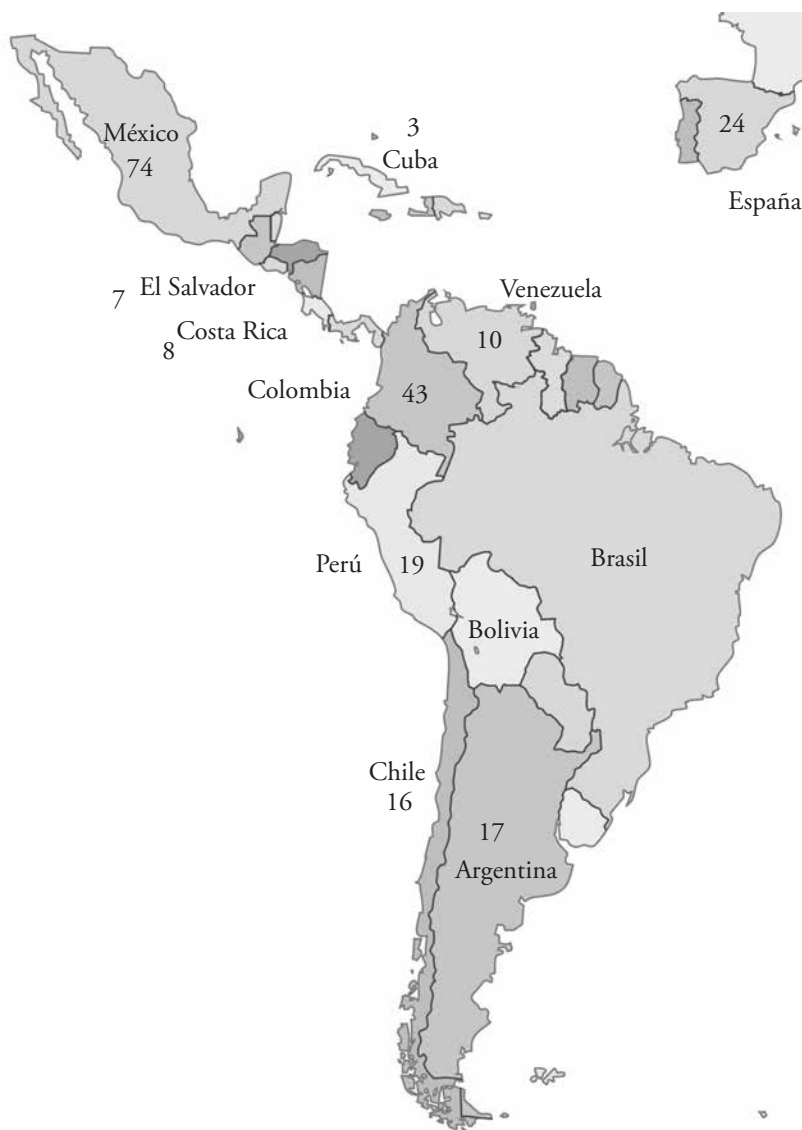 México
74
3
Cuba
24
España
7
El Salvador
8
Costa Rica
Venezuela
10
Colombia
43
Perú
19
Brasil
Bolivia
Chile
16
17
Argentina